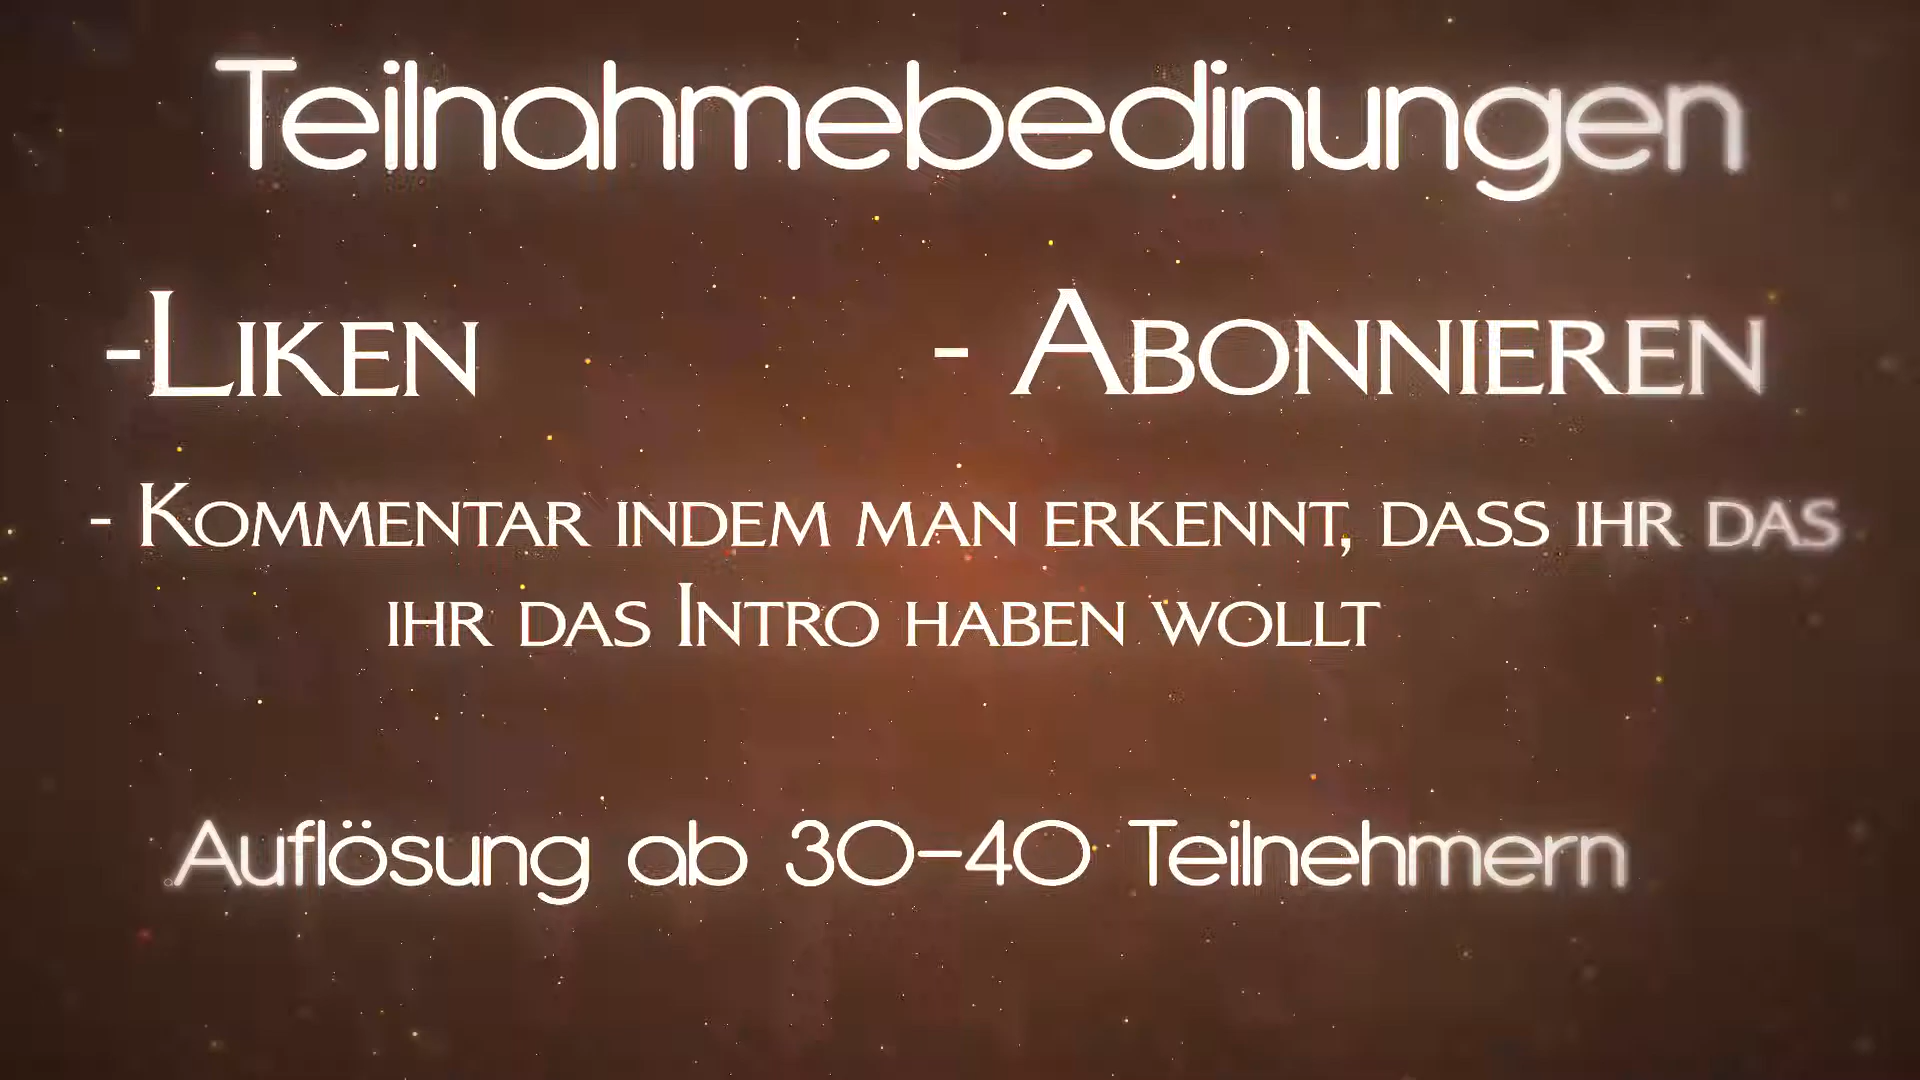 Teilnahmebedinungen
-Liken - Abonnieren
- Kommentar indem man erkennt, dass ihr das
ihr das Intro haben wollt
Auflösung ab 30-40 Teilnehmern